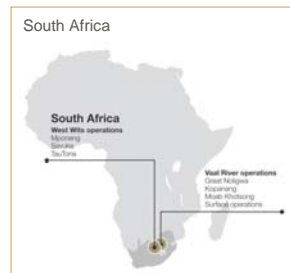 South Africa
South Africa
West Wits operations
Mponeng
Savuka
TauTona
Vaal River operations
Great Noligwa
Kopanang
Moab Khotsong
Surface operations